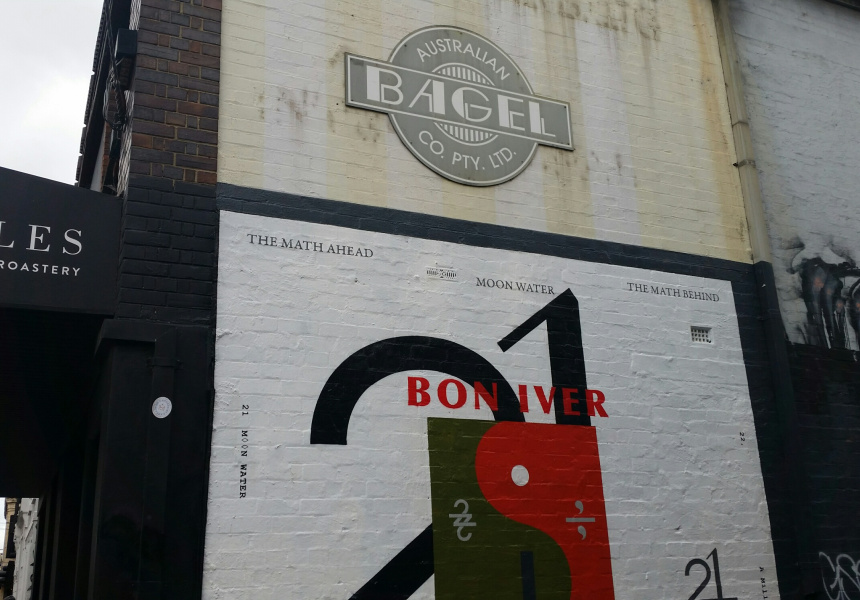 AUSTRALIAN
BAGEL
CO. PTY. LTD.
LES
ROASTERY
THE MATH AHEAD
MOON WATER
THE MATH BEHIND
21
BON IVER
21 MOON WATER
22,
21